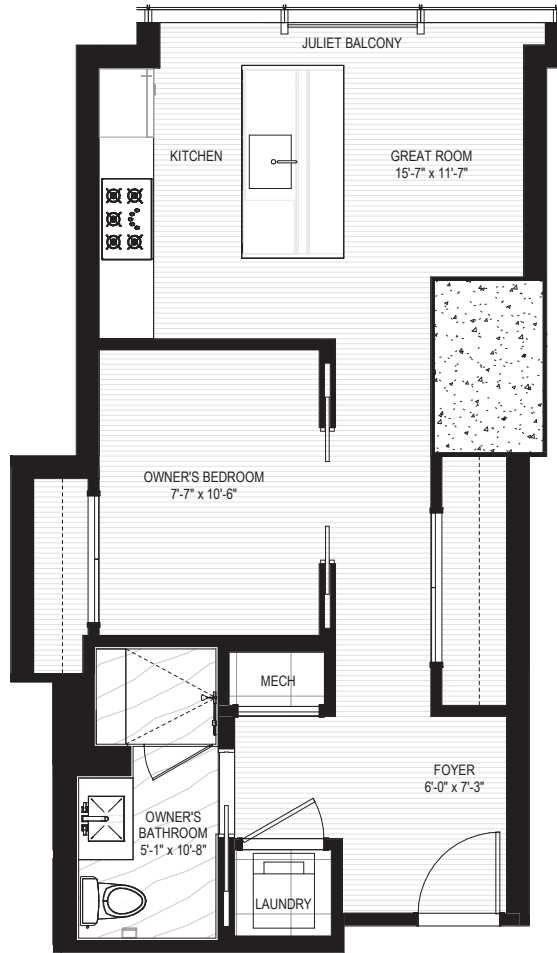 JULIET BALCONY
KITCHEN
GREAT ROOM
15'-7" x 11'-7"
OWNER'S BEDROOM
7'-7" x 10'-6"
MECH
FOYER
6'-0" x 7'-3"
OWNER'S
BATHROOM
5'-1" x 10'-8"
LAUNDRY